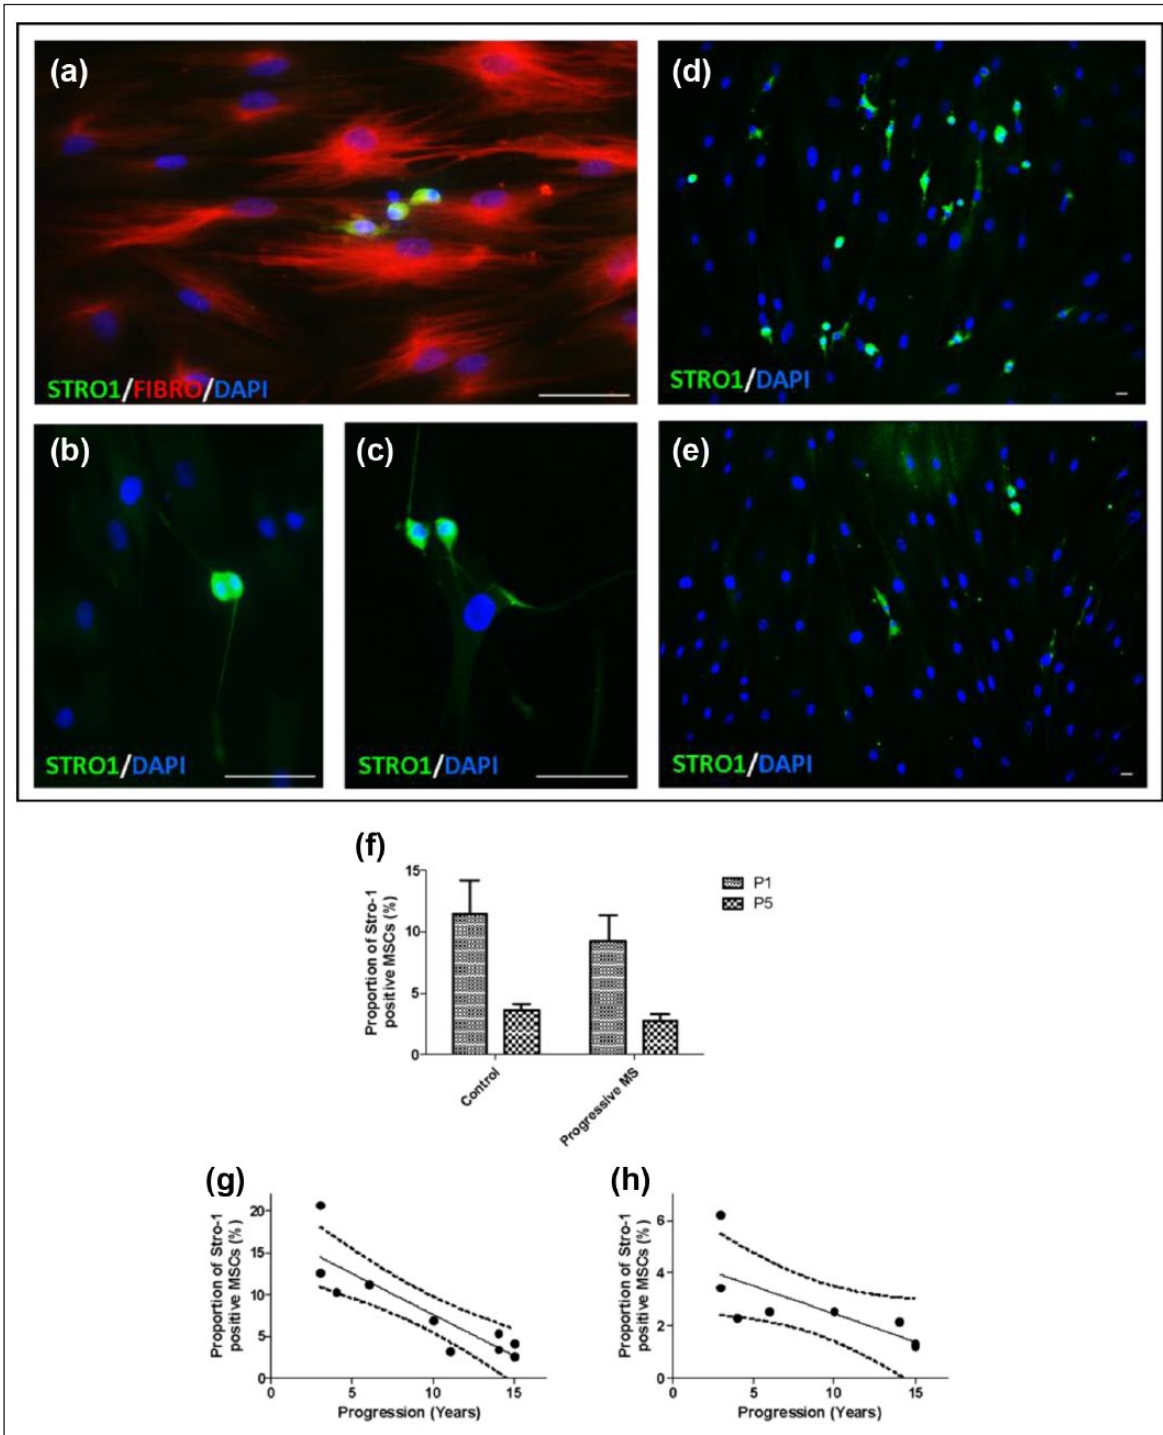 (a)
STRO1/FIBRO/DAPI
(b)
STRO1/DAPI
(c)
STRO1/DAPI
(d)
STRO1/DAPI
(e)
STRO1/DAPI
(f)
Proportion of Stro-1
positive MSCs (%)
15
10
5
0
Control
Progressive MS
P1
P5
(g)
Proportion of Stro-1
positive MSCs (%)
20
15
10
5
0
0 5 10 15
Progression (Years)
(h)
Proportion of Stro-1
positive MSCs (%)
6
4
2
0
0 5 10 15
Progression (Years)